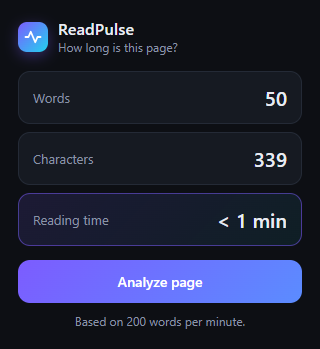 ReadPulse
How long is this page?
Words 50
Characters 339
Reading time < 1 min
Analyze page
Based on 200 words per minute.